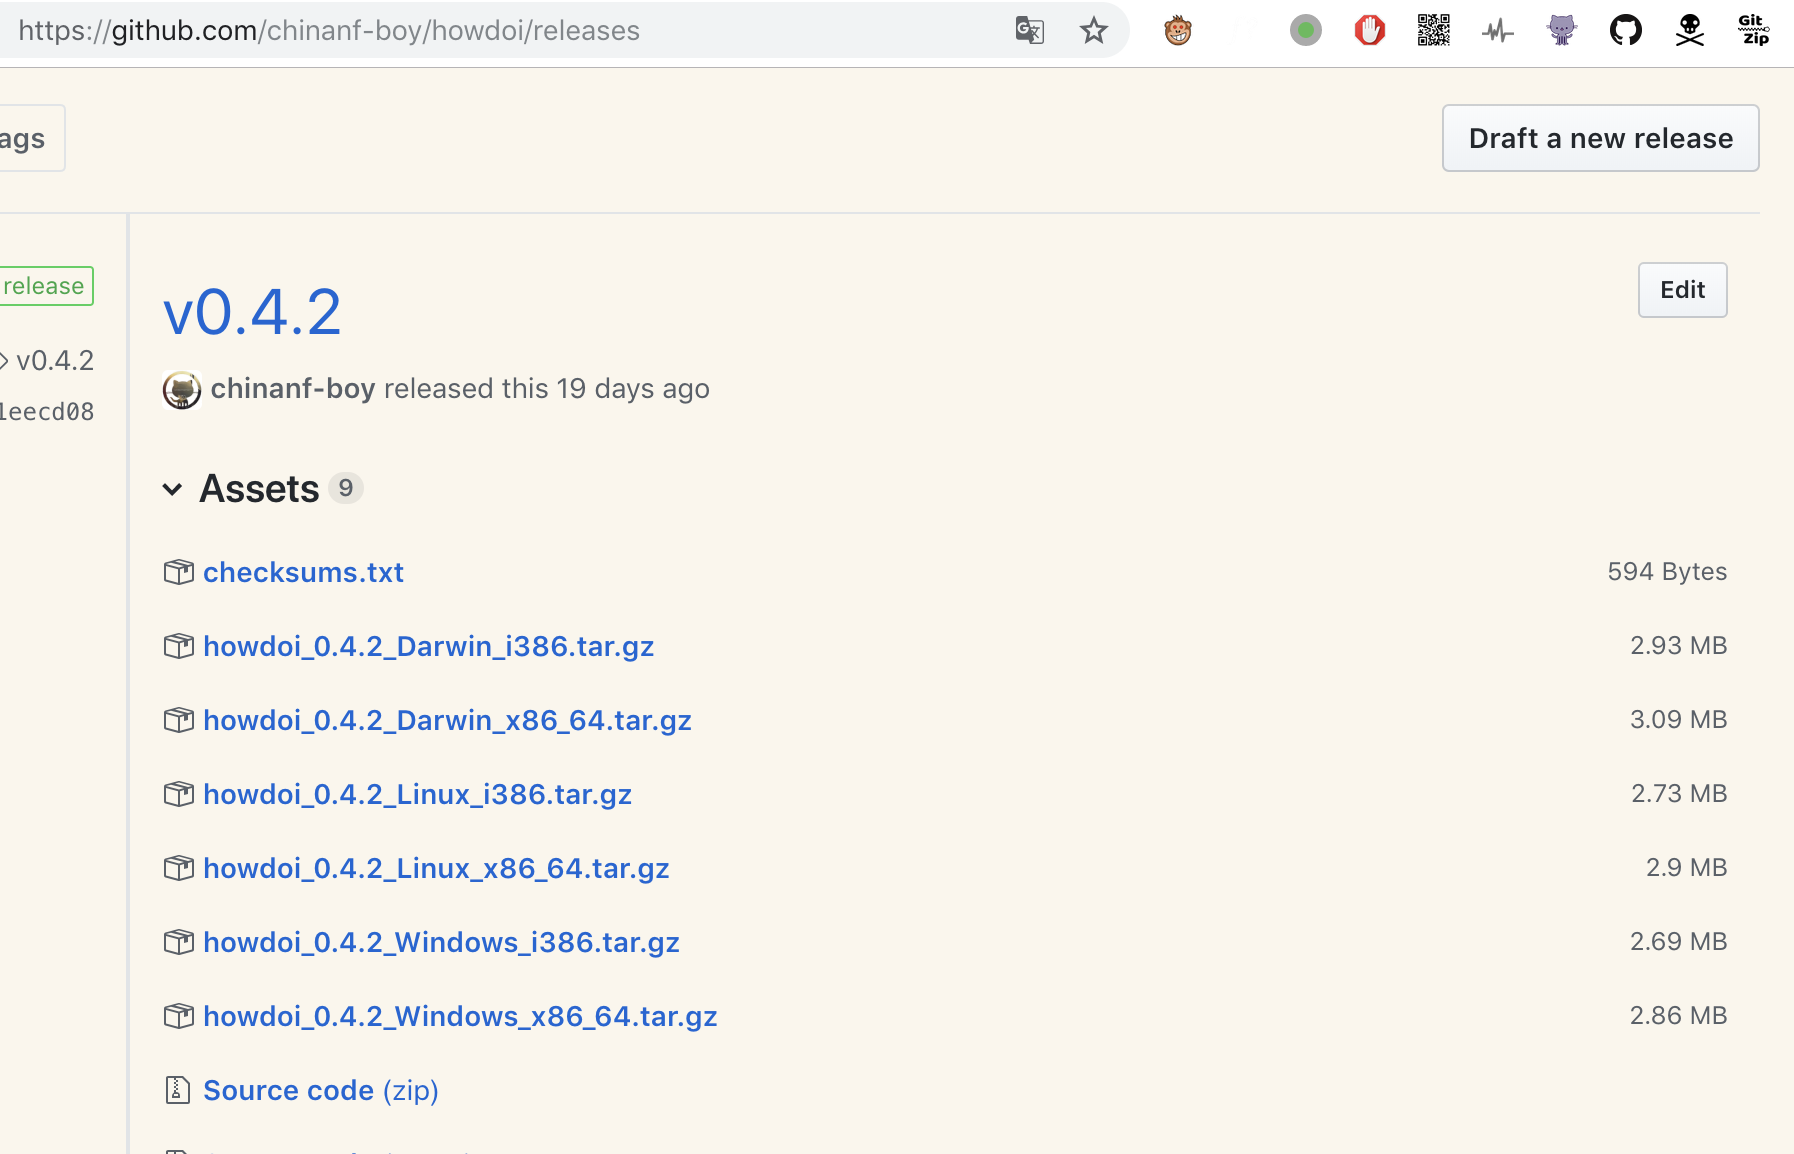 https://github.com/chinanf-boy/howdoi/releases
Git
Zip
ags
Draft a new release
release
v0.4.2
Edit
v0.4.2
chinanf-boy released this 19 days ago
1eecd08
Assets 9
checksums.txt 594 Bytes
howdoi_0.4.2_Darwin_i386.tar.gz 2.93 MB
howdoi_0.4.2_Darwin_x86_64.tar.gz 3.09 MB
howdoi_0.4.2_Linux_i386.tar.gz 2.73 MB
howdoi_0.4.2_Linux_x86_64.tar.gz 2.9 MB
howdoi_0.4.2_Windows_i386.tar.gz 2.69 MB
howdoi_0.4.2_Windows_x86_64.tar.gz 2.86 MB
Source code (zip)